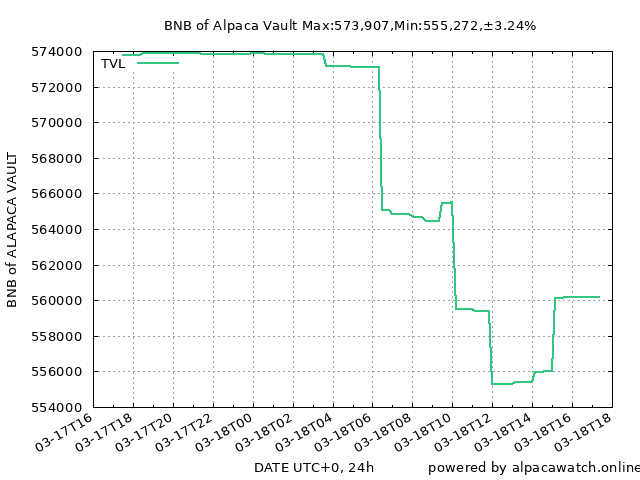 BNB of Alpaca Vault Max:573,907,Min:555,272,±3.24%
574000
TVL
572000
570000
568000
566000
564000
562000
560000
558000
556000
554000
BNB of ALAPACA VAULT
03-17T16
03-17T18
03-17T20
03-17T22
03-18T00
03-18T02
03-18T04
03-18T06
03-18T08
03-18T10
03-18T12
03-18T14
03-18T16
03-18T18
DATE UTC+0, 24h
powered by alpacawatch.online